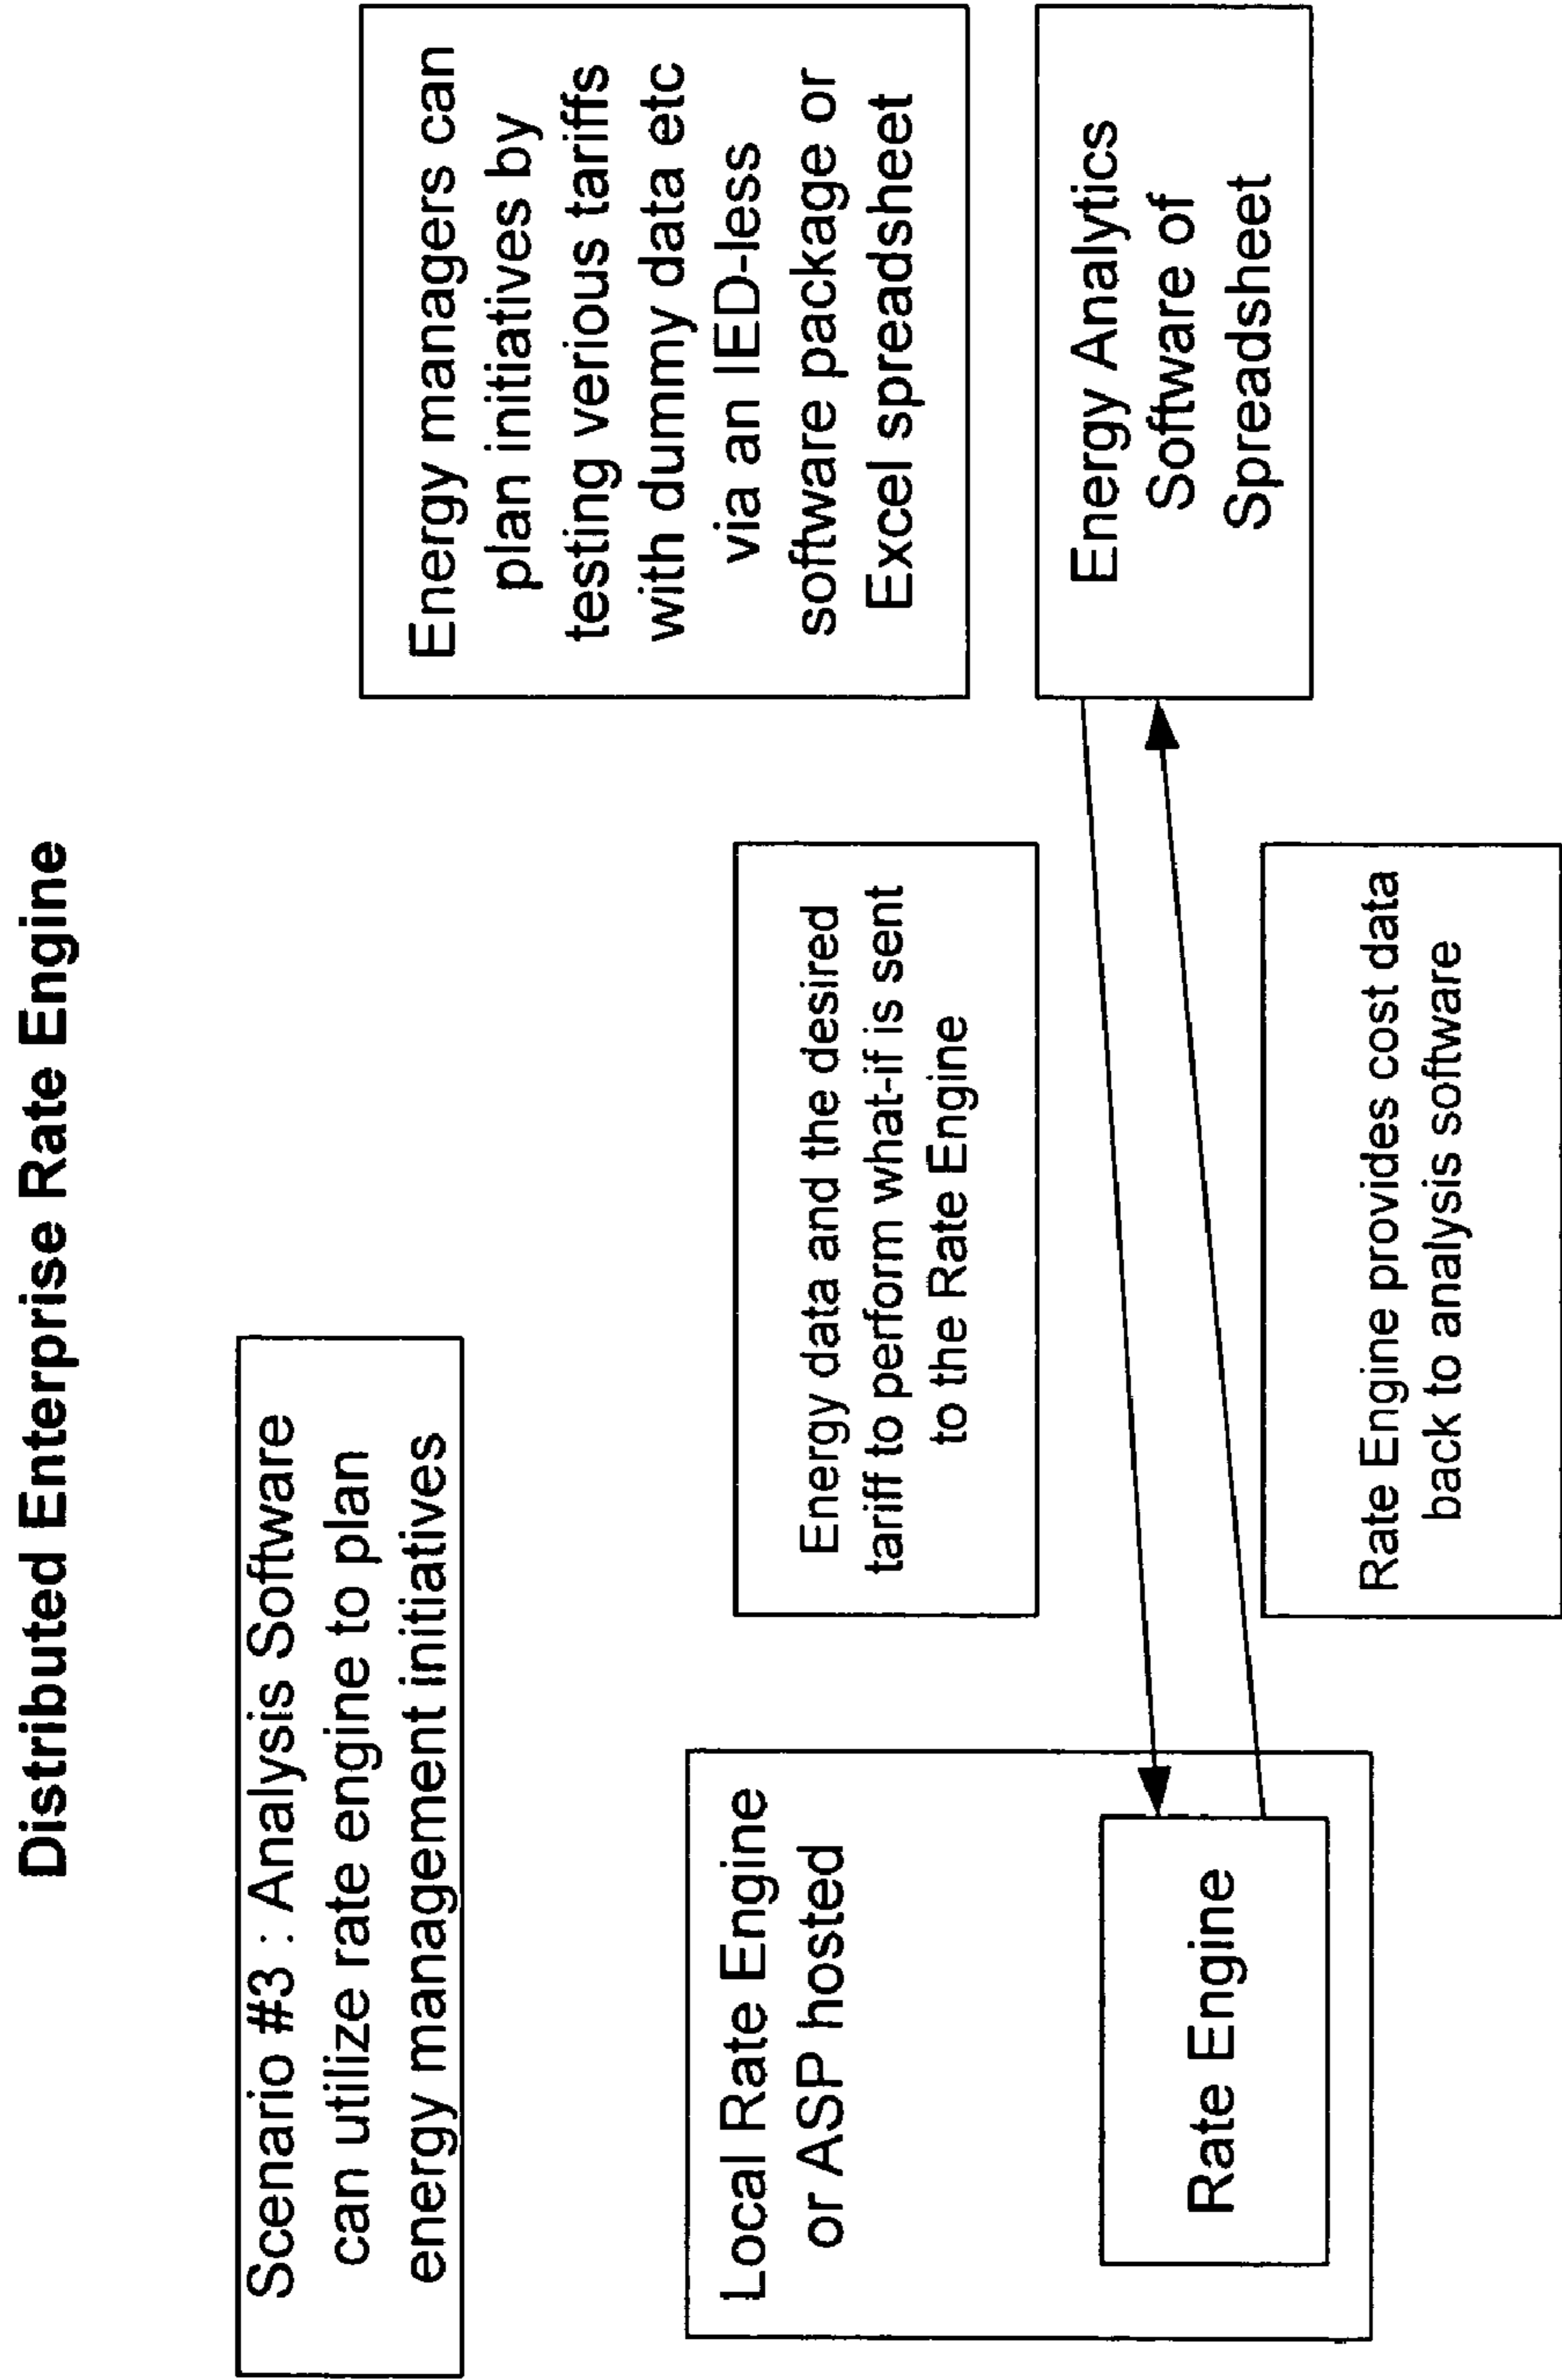 Distributed Enterprise Rate Engine
Scenario #3 : Analysis Software
can utilize rate engine to plan
energy management initiatives
Energy managers can
plan initiatives by
testing verious tariffs
with dummy data etc
via an IED-less
software package or
Excel spreadsheet
Local Rate Engine
or ASP hosted
Rate Engine
Energy data and the desired
tariff to perform what-if is sent
to the Rate Engine
Energy Analytics
Software of
Spreadsheet
Rate Engine provides cost data
back to analysis software